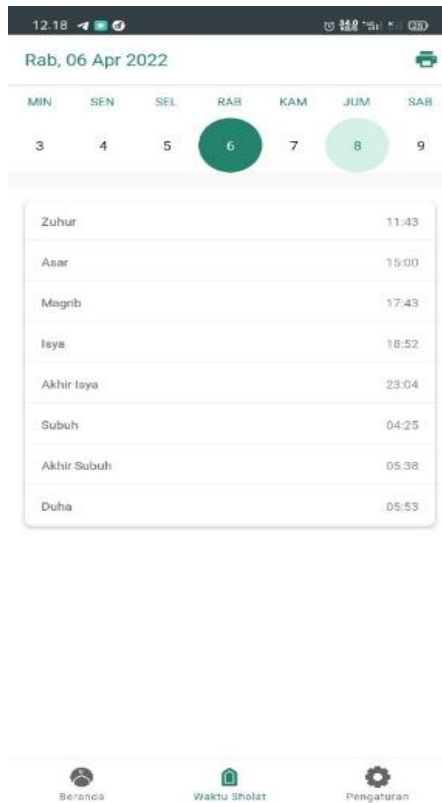 12.18
Rab, 06 Apr 2022
MIN SEN SEL RAB KAM JUM SAB
3 4 5 6 7 8 9
Zuhur 11:43
Asar 15:00
Magrib 17:43
Isya 18:52
Akhir Isya 23:04
Subuh 04:25
Akhir Subuh 05:38
Duha 05:53
Beranda Waktu Sholat Pengaturan